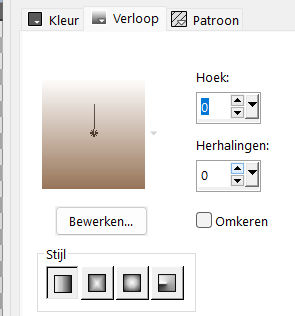 Kleur
Verloop
Patroon
Hoek:
0
Herhalingen:
0
Bewerken...
Omkeren
Stijl